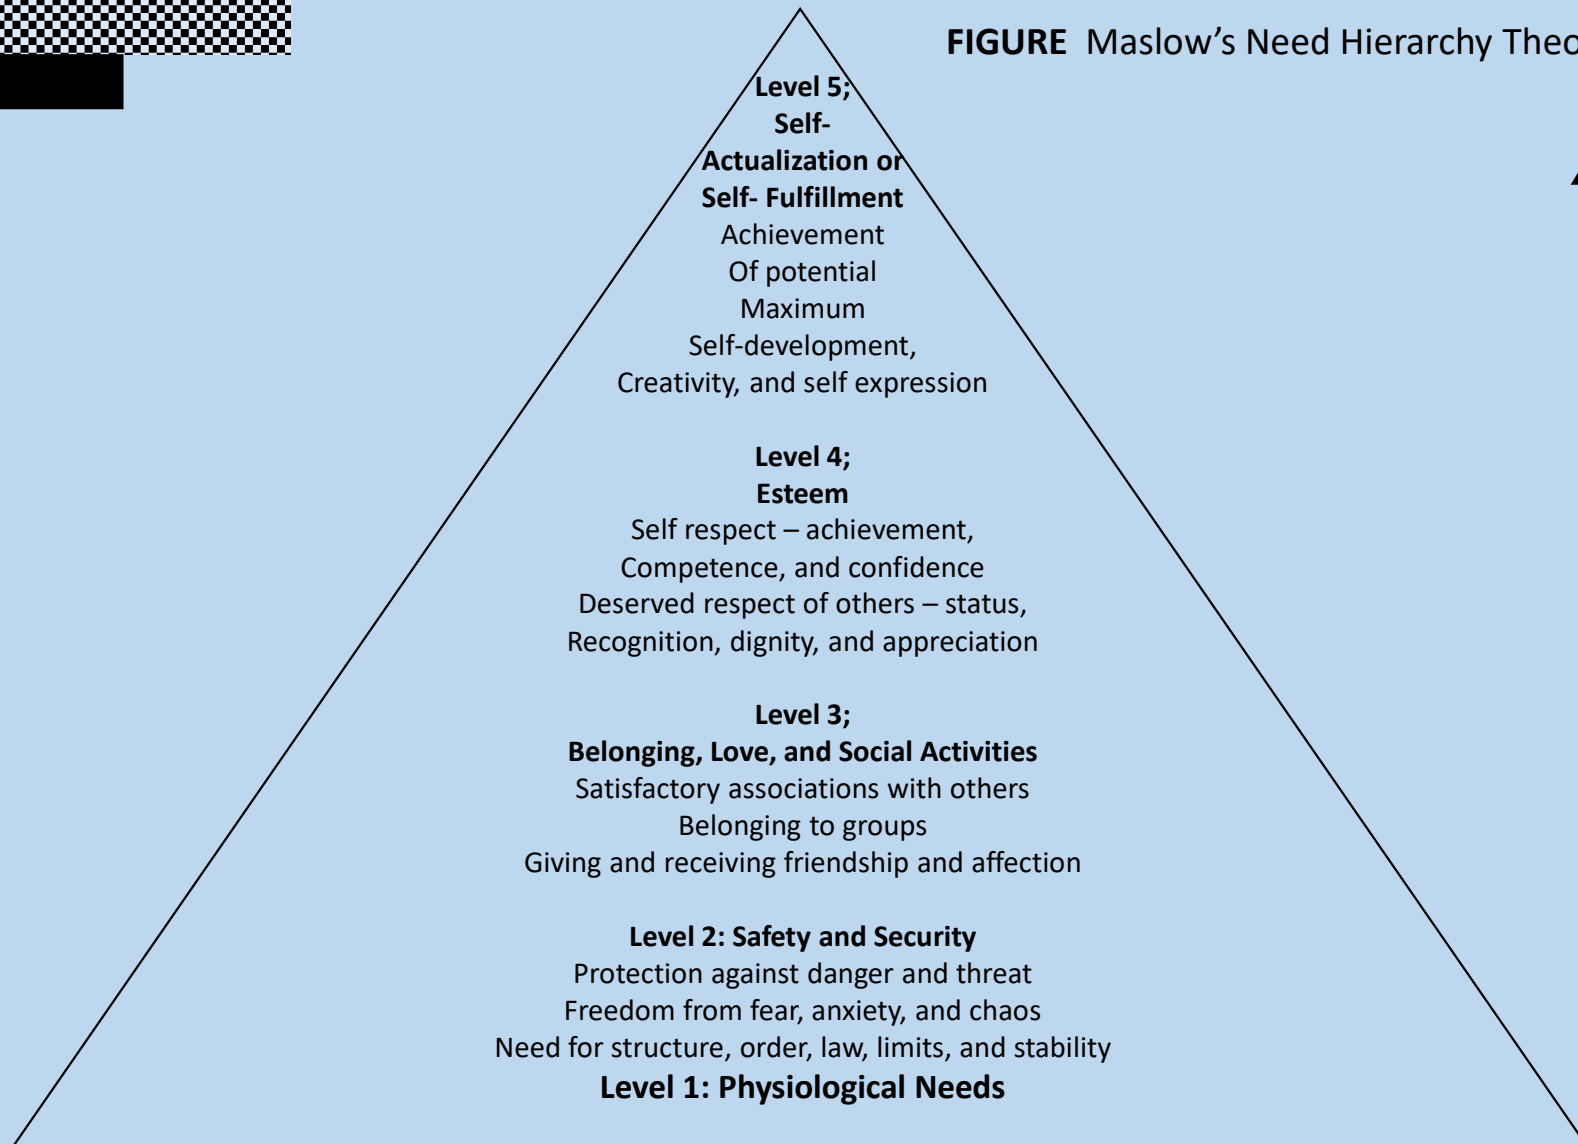 FIGURE Maslow's Need Hierarchy Theo
Level 5;
Self-
Actualization or
Self- Fulfillment
Achievement
Of potential
Maximum
Self-development,
Creativity, and self expression
Level 4;
Esteem
Self respect – achievement,
Competence, and confidence
Deserved respect of others – status,
Recognition, dignity, and appreciation
Level 3;
Belonging, Love, and Social Activities
Satisfactory associations with others
Belonging to groups
Giving and receiving friendship and affection
Level 2: Safety and Security
Protection against danger and threat
Freedom from fear, anxiety, and chaos
Need for structure, order, law, limits, and stability
Level 1: Physiological Needs